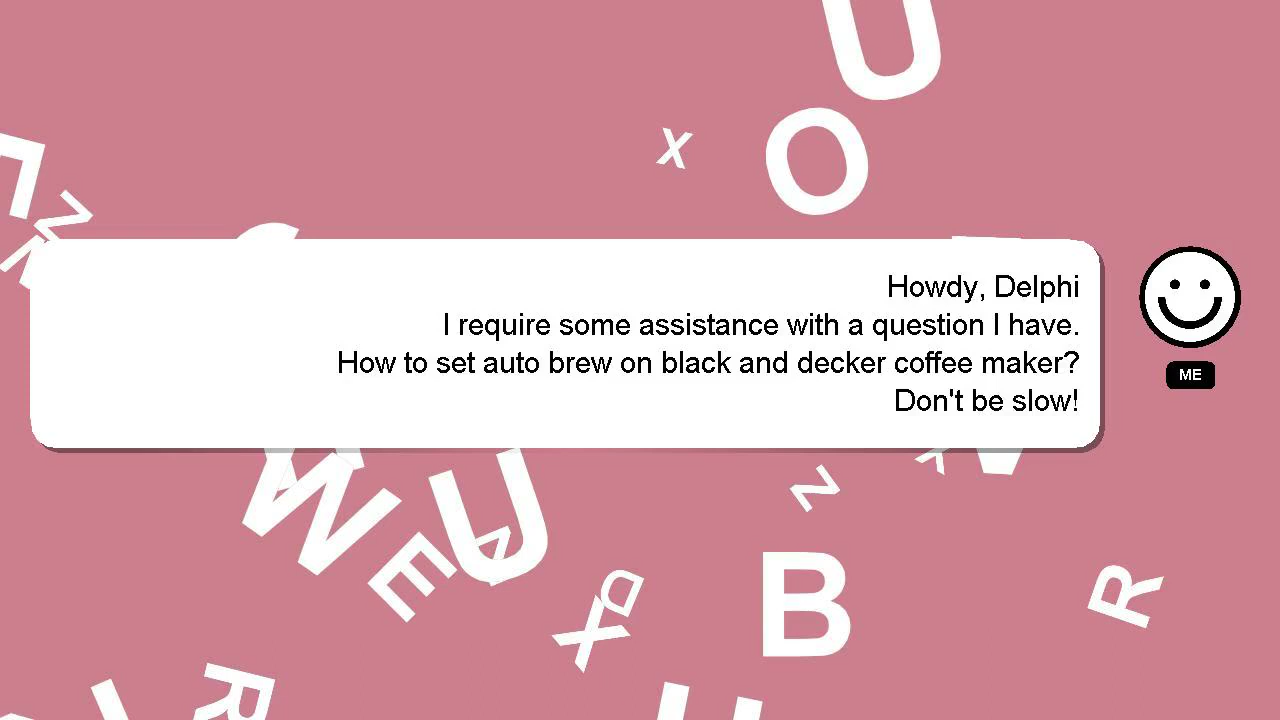 U
O
X
Z
Howdy, Delphi
I require some assistance with a question I have.
How to set auto brew on black and decker coffee maker?
Don't be slow!
ME
W
U
E
Z
X
D
X
B
R
R